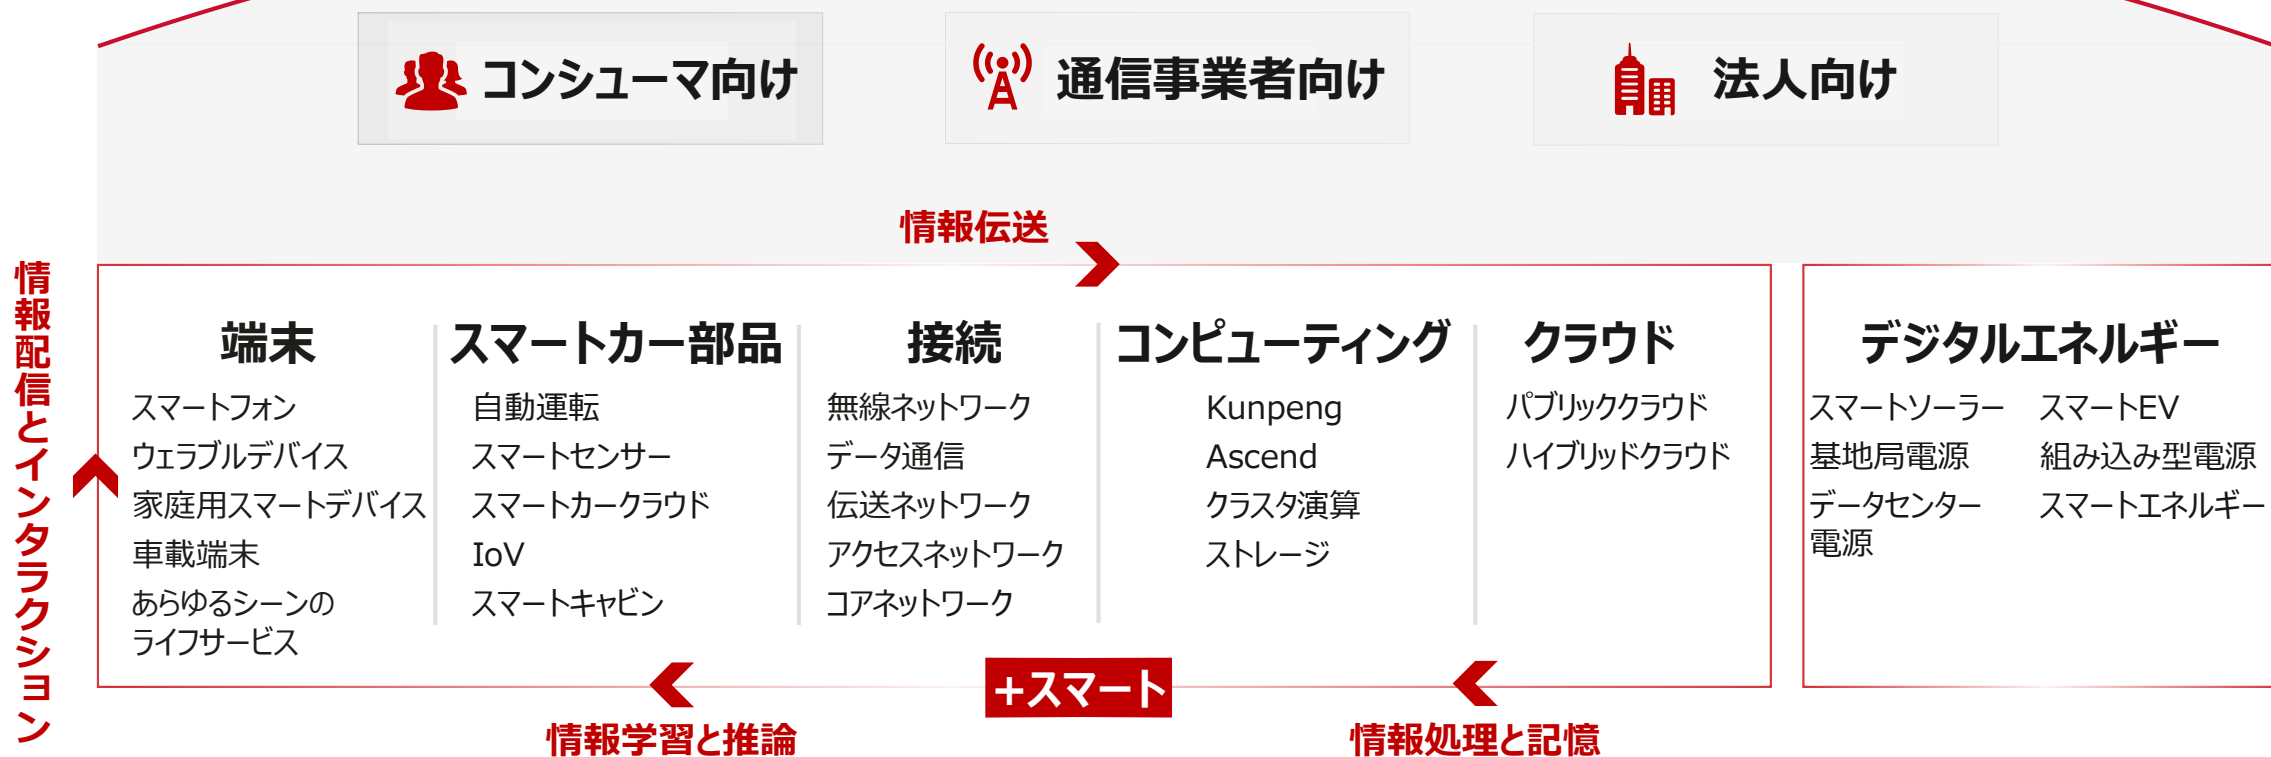 コンシューマ向け
通信事業者向け
法人向け
情報伝送
情報配信とインタラクション
端末
スマートフォン
ウェラブルデバイス
家庭用スマートデバイス
車載端末
あらゆるシーンの
ライフサービス
スマートカー部品
自動運転
スマートセンサー
スマートカークラウド
IoV
スマートキャビン
接続
無線ネットワーク
データ通信
伝送ネットワーク
アクセスネットワーク
コアネットワーク
コンピューティング
Kunpeng
Ascend
クラスタ演算
ストレージ
クラウド
パブリッククラウド
ハイブリッドクラウド
デジタルエネルギー
スマートソーラー
基地局電源
データセンター
電源
スマートEV
組み込み型電源
スマートエネルギー
+スマート
情報学習と推論
情報処理と記憶